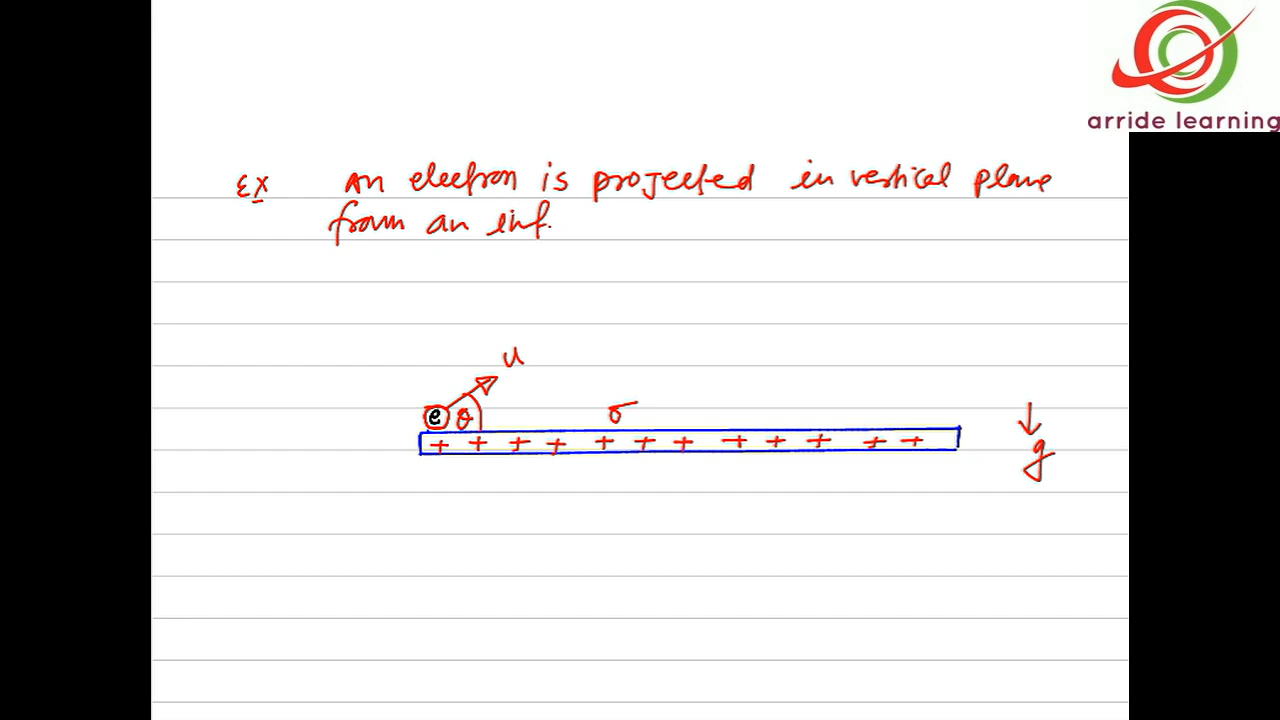 arride learning
Ex An electron is projected in vertical plane
from an inf.
u
e θ σ
+ + + + + + + + + + + +
g